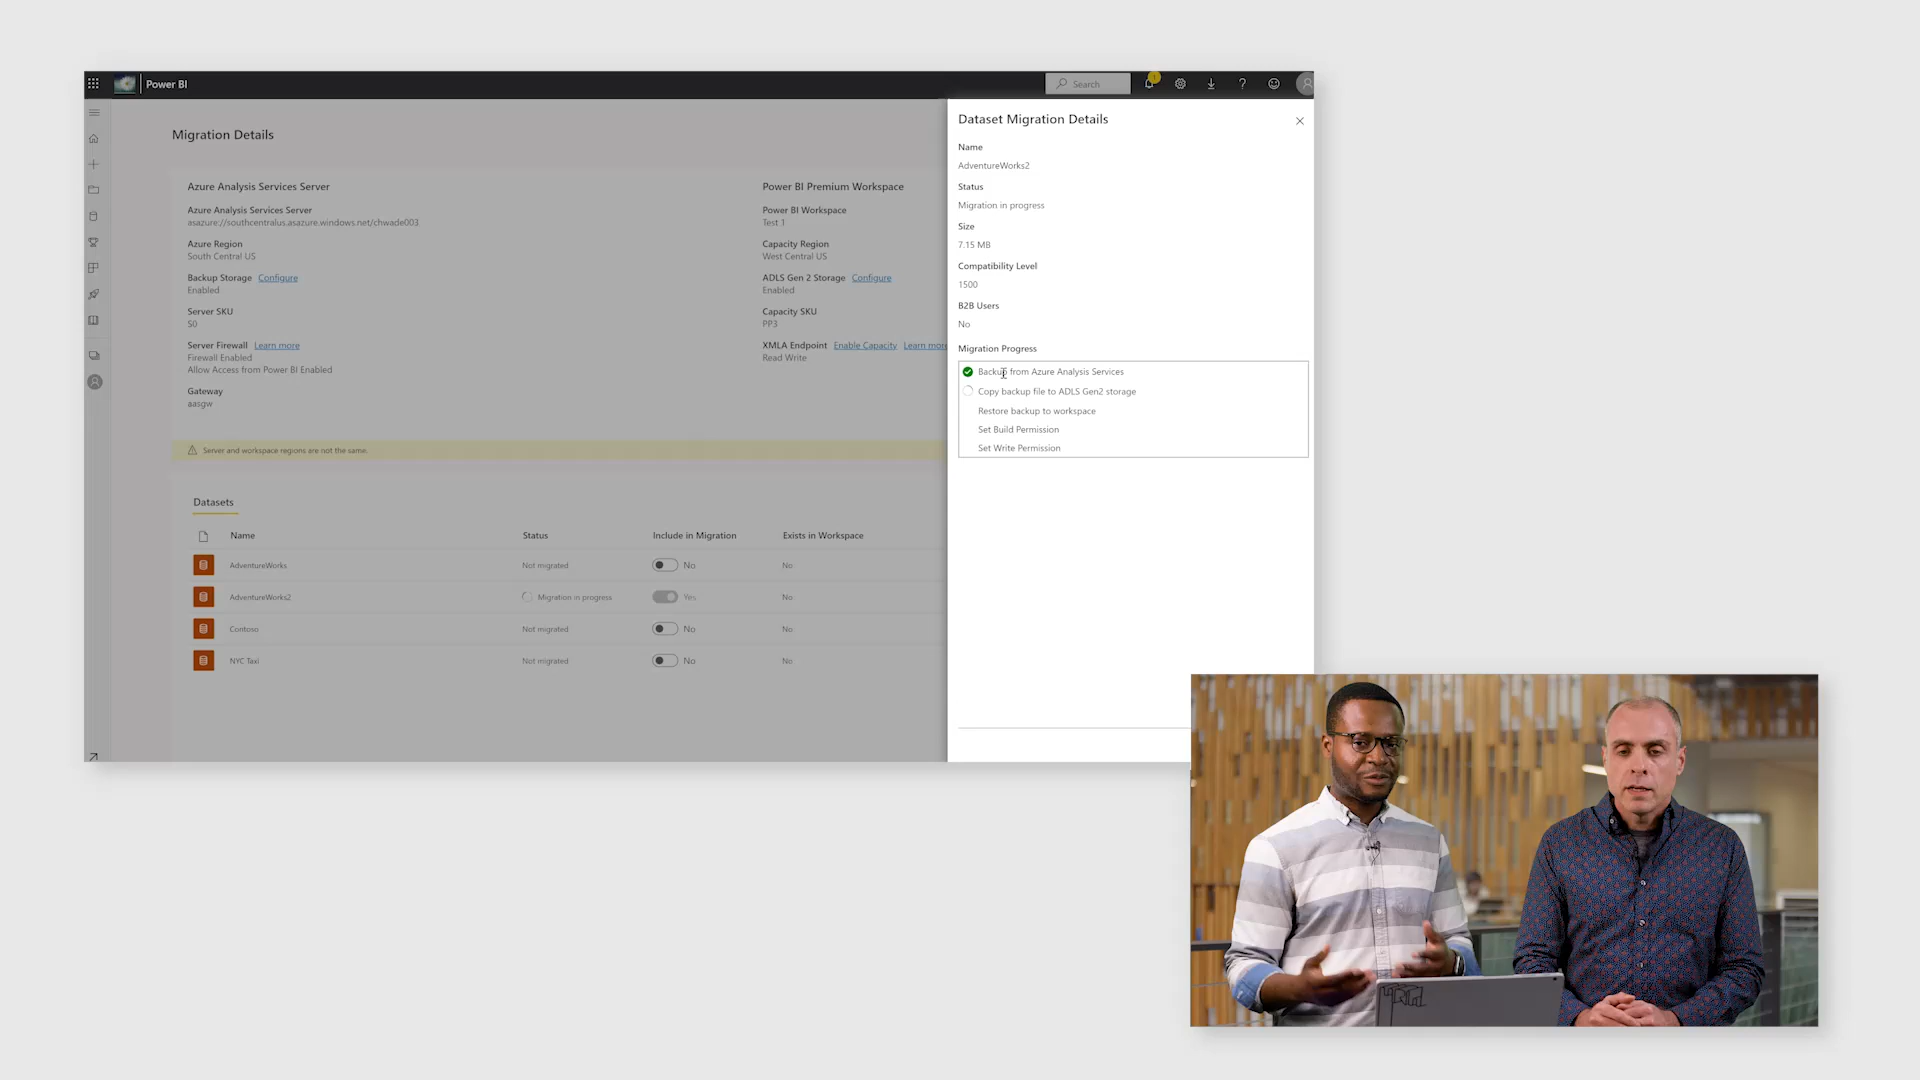 Power BI
Search
Migration Details
Azure Analysis Services Server
Azure Analysis Services Server
asazure://southcentralus.asazure.windows.net/chwade003
Azure Region
South Central US
Backup Storage Configure
Enabled
Server SKU
S0
Server Firewall Learn more
Firewall Enabled
Allow Access from Power BI Enabled
Gateway
aasgw
Power BI Premium Workspace
Power BI Workspace
Test 1
Capacity Region
West Central US
ADLS Gen 2 Storage Configure
Enabled
Capacity SKU
PP3
XMLA Endpoint Enable Capacity Learn more
Read Write
Server and workspace regions are not the same.
Datasets
Name Status Include in Migration Exists in Workspace
AdventureWorks Not migrated No No
AdventureWorks2 Migration in progress Yes No
Contoso Not migrated No No
NYC Taxi Not migrated No No
Dataset Migration Details
Name
AdventureWorks2
Status
Migration in progress
Size
7.15 MB
Compatibility Level
1500
B2B Users
No
Migration Progress
Backup from Azure Analysis Services
Copy backup file to ADLS Gen2 storage
Restore backup to workspace
Set Build Permission
Set Write Permission